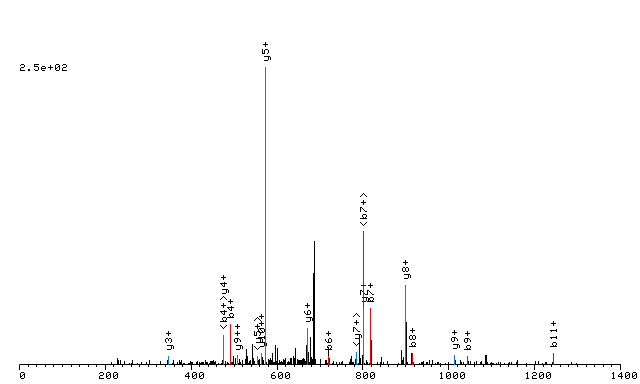 y5+
2.5e+02
<b7+>
y8+
y7+
b7+
<b4+>y4+
b4+
y6+
<y7+>
y3+
y9++
b6+
b8+
y9+
b9+
b11+
0 200 400 600 800 1000 1200 1400